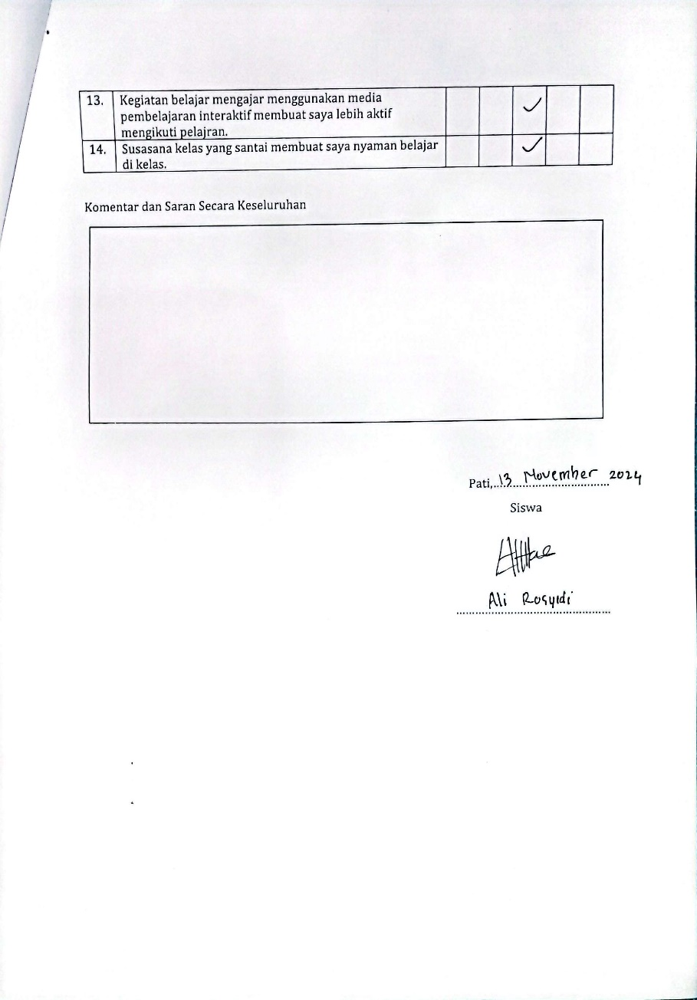 13. Kegiatan belajar mengajar menggunakan media
pembelajaran interaktif membuat saya lebih aktif
mengikuti pelajran.
14. Susasana kelas yang santai membuat saya nyaman belajar
di kelas.
Komentar dan Saran Secara Keseluruhan
Pati, 13 November 2024
Siswa
Ali Rosyidi